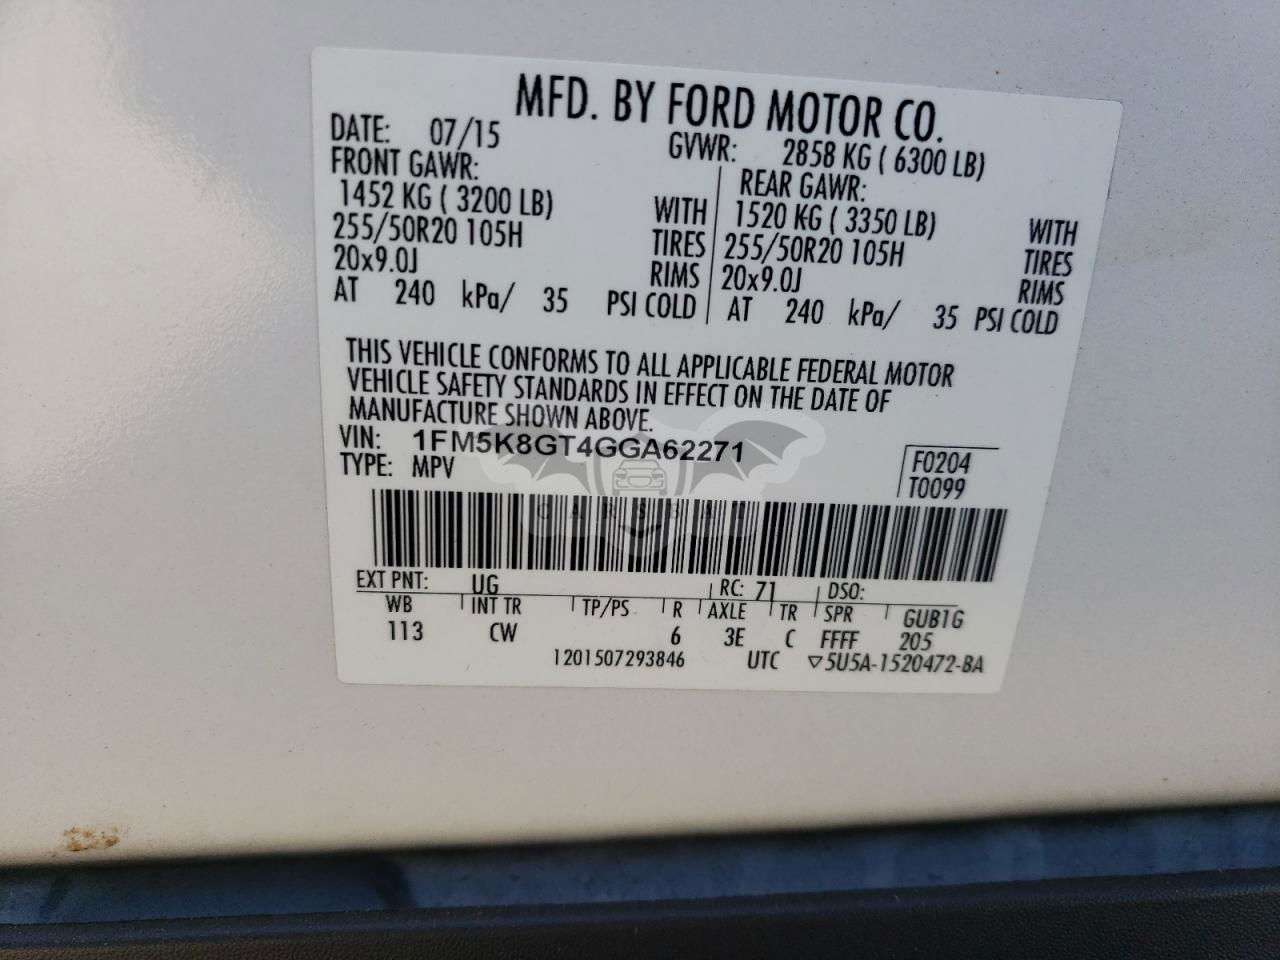 MFD. BY FORD MOTOR CO.
DATE: 07/15 GVWR: 2858 KG ( 6300 LB)
FRONT GAWR: REAR GAWR:
1452 KG ( 3200 LB) WITH 1520 KG ( 3350 LB) WITH
255/50R20 105H TIRES 255/50R20 105H TIRES
20x9.0J RIMS 20x9.0J RIMS
AT 240 kPa/ 35 PSI COLD AT 240 kPa/ 35 PSI COLD
THIS VEHICLE CONFORMS TO ALL APPLICABLE FEDERAL MOTOR
VEHICLE SAFETY STANDARDS IN EFFECT ON THE DATE OF
MANUFACTURE SHOWN ABOVE.
VIN: 1FM5K8GT4GGA62271
TYPE: MPV
F0204
T0099
CARSBAT
EXT PNT: UG RC: 71 DSO:
WB INT TR TP/PS R AXLE TR SPR GUB1G
113 CW 6 3E C FFFF 205
1201507293846 UTC ▽5U5A-1520472-BA